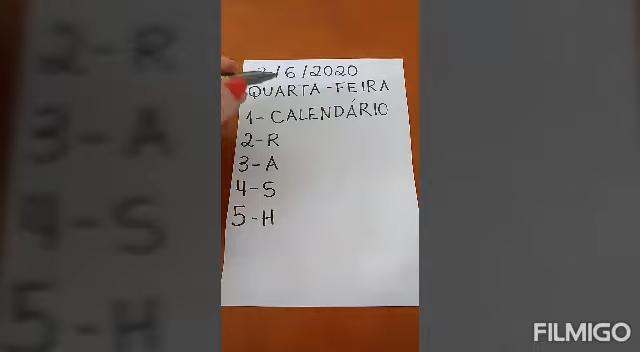 /6/2020
QUARTA-FEIRA
1- CALENDÁRIO
2-R
3-A
4-S
5-H
FILMIGO